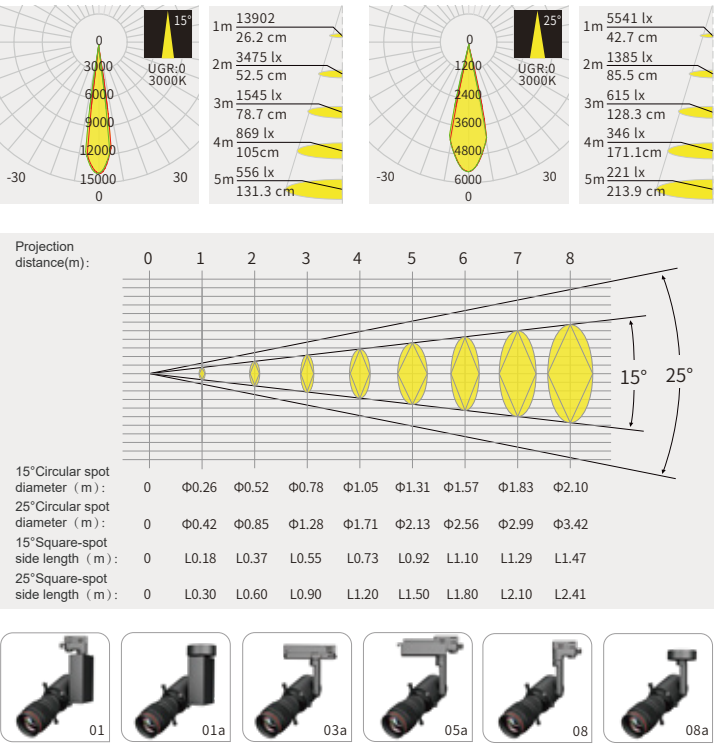 15°
0
3000
6000
9000
12000
15000
0
-30
30
UGR:0
3000K
1m
13902
26.2 cm
2m
3475 lx
52.5 cm
3m
1545 lx
78.7 cm
4m
869 lx
105cm
5m
556 lx
131.3 cm
25°
0
1200
2400
3600
4800
6000
0
-30
30
UGR:0
3000K
1m
5541 lx
42.7 cm
2m
1385 lx
85.5 cm
3m
615 lx
128.3 cm
4m
346 lx
171.1cm
5m
221 lx
213.9 cm
Projection
distance(m): 0 1 2 3 4 5 6 7 8
15° 25°
15°Circular spot
diameter（m）: 0 Φ0.26 Φ0.52 Φ0.78 Φ1.05 Φ1.31 Φ1.57 Φ1.83 Φ2.10
25°Circular spot
diameter（m）: 0 Φ0.42 Φ0.85 Φ1.28 Φ1.71 Φ2.13 Φ2.56 Φ2.99 Φ3.42
15°Square-spot
side length（m）: 0 L0.18 L0.37 L0.55 L0.73 L0.92 L1.10 L1.29 L1.47
25°Square-spot
side length（m）: 0 L0.30 L0.60 L0.90 L1.20 L1.50 L1.80 L2.10 L2.41
01 01a 03a 05a 08 08a